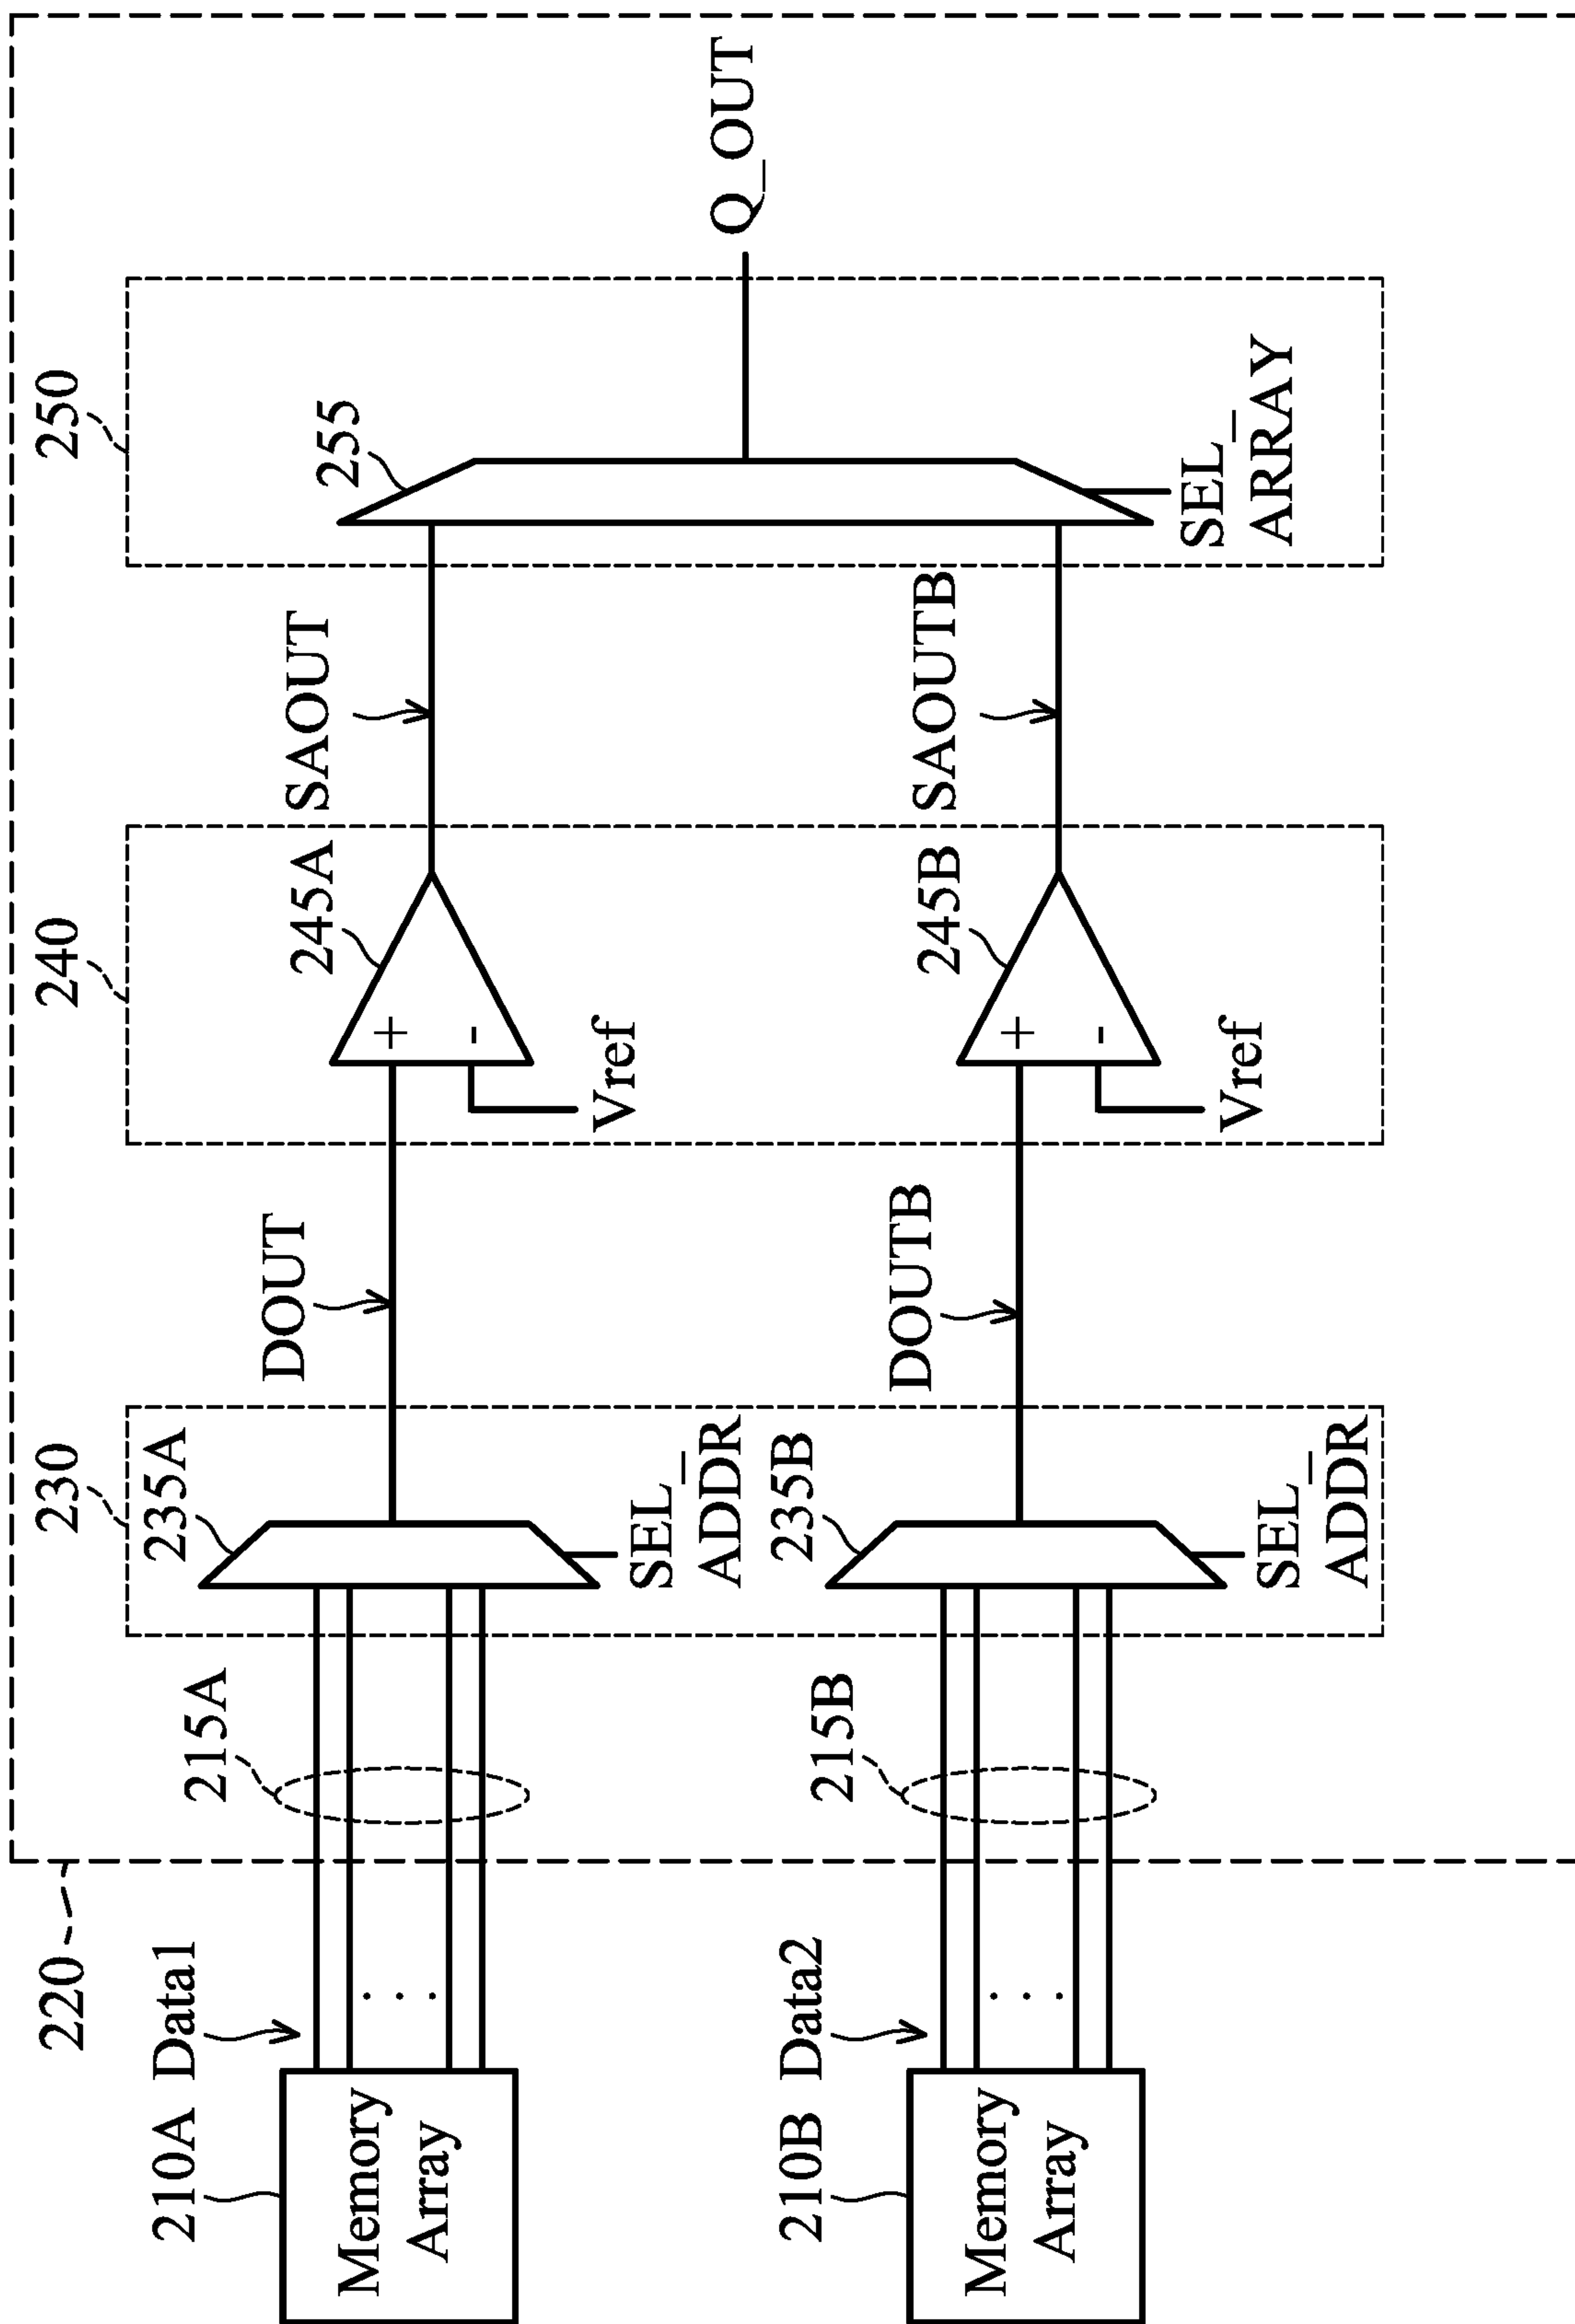 220
230
240
250
210A
Data1
215A
235A
DOUT
245A
SAOUT
255
Memory
Array
+
-
SEL_
ADDR
Vref
Q_OUT
210B
Data2
215B
235B
DOUTB
245B
SAOUTB
Memory
Array
+
-
SEL_
ADDR
Vref
SEL_
ARRAY